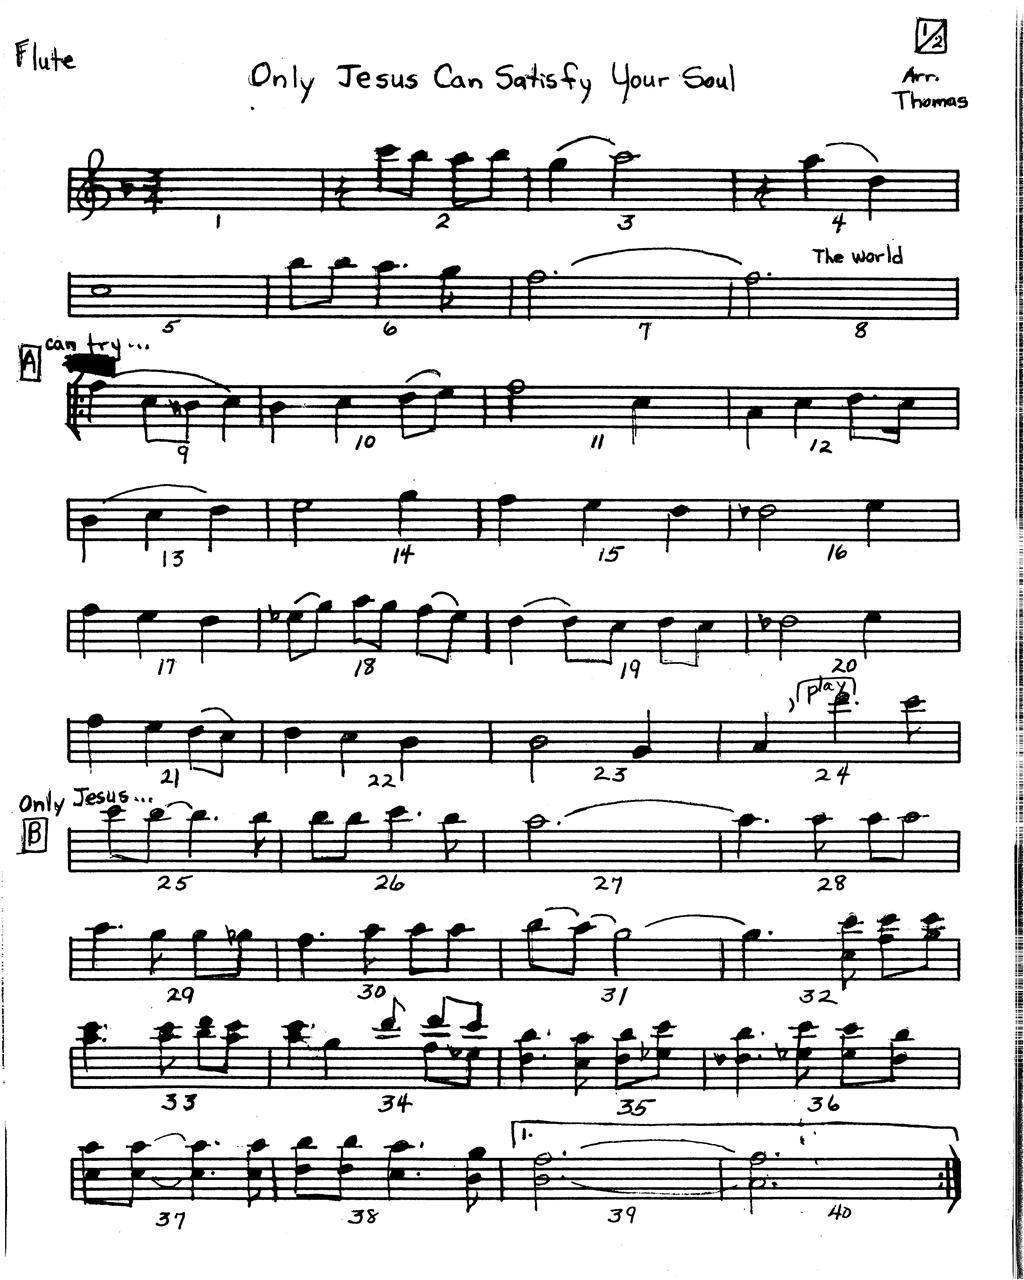 1/2
Flute
Only Jesus Can Satisfy Your Soul
Arr.
Thomas
3/4
1 2 3 4
The world
5 6 7 8
can try...
A
9 10 11 12
13 14 15 16
17 18 19 20
play
21 22 23 24
Only Jesus...
B
25 26 27 28
29 30 31 32
33 34 35 36
1.
37 38 39 40